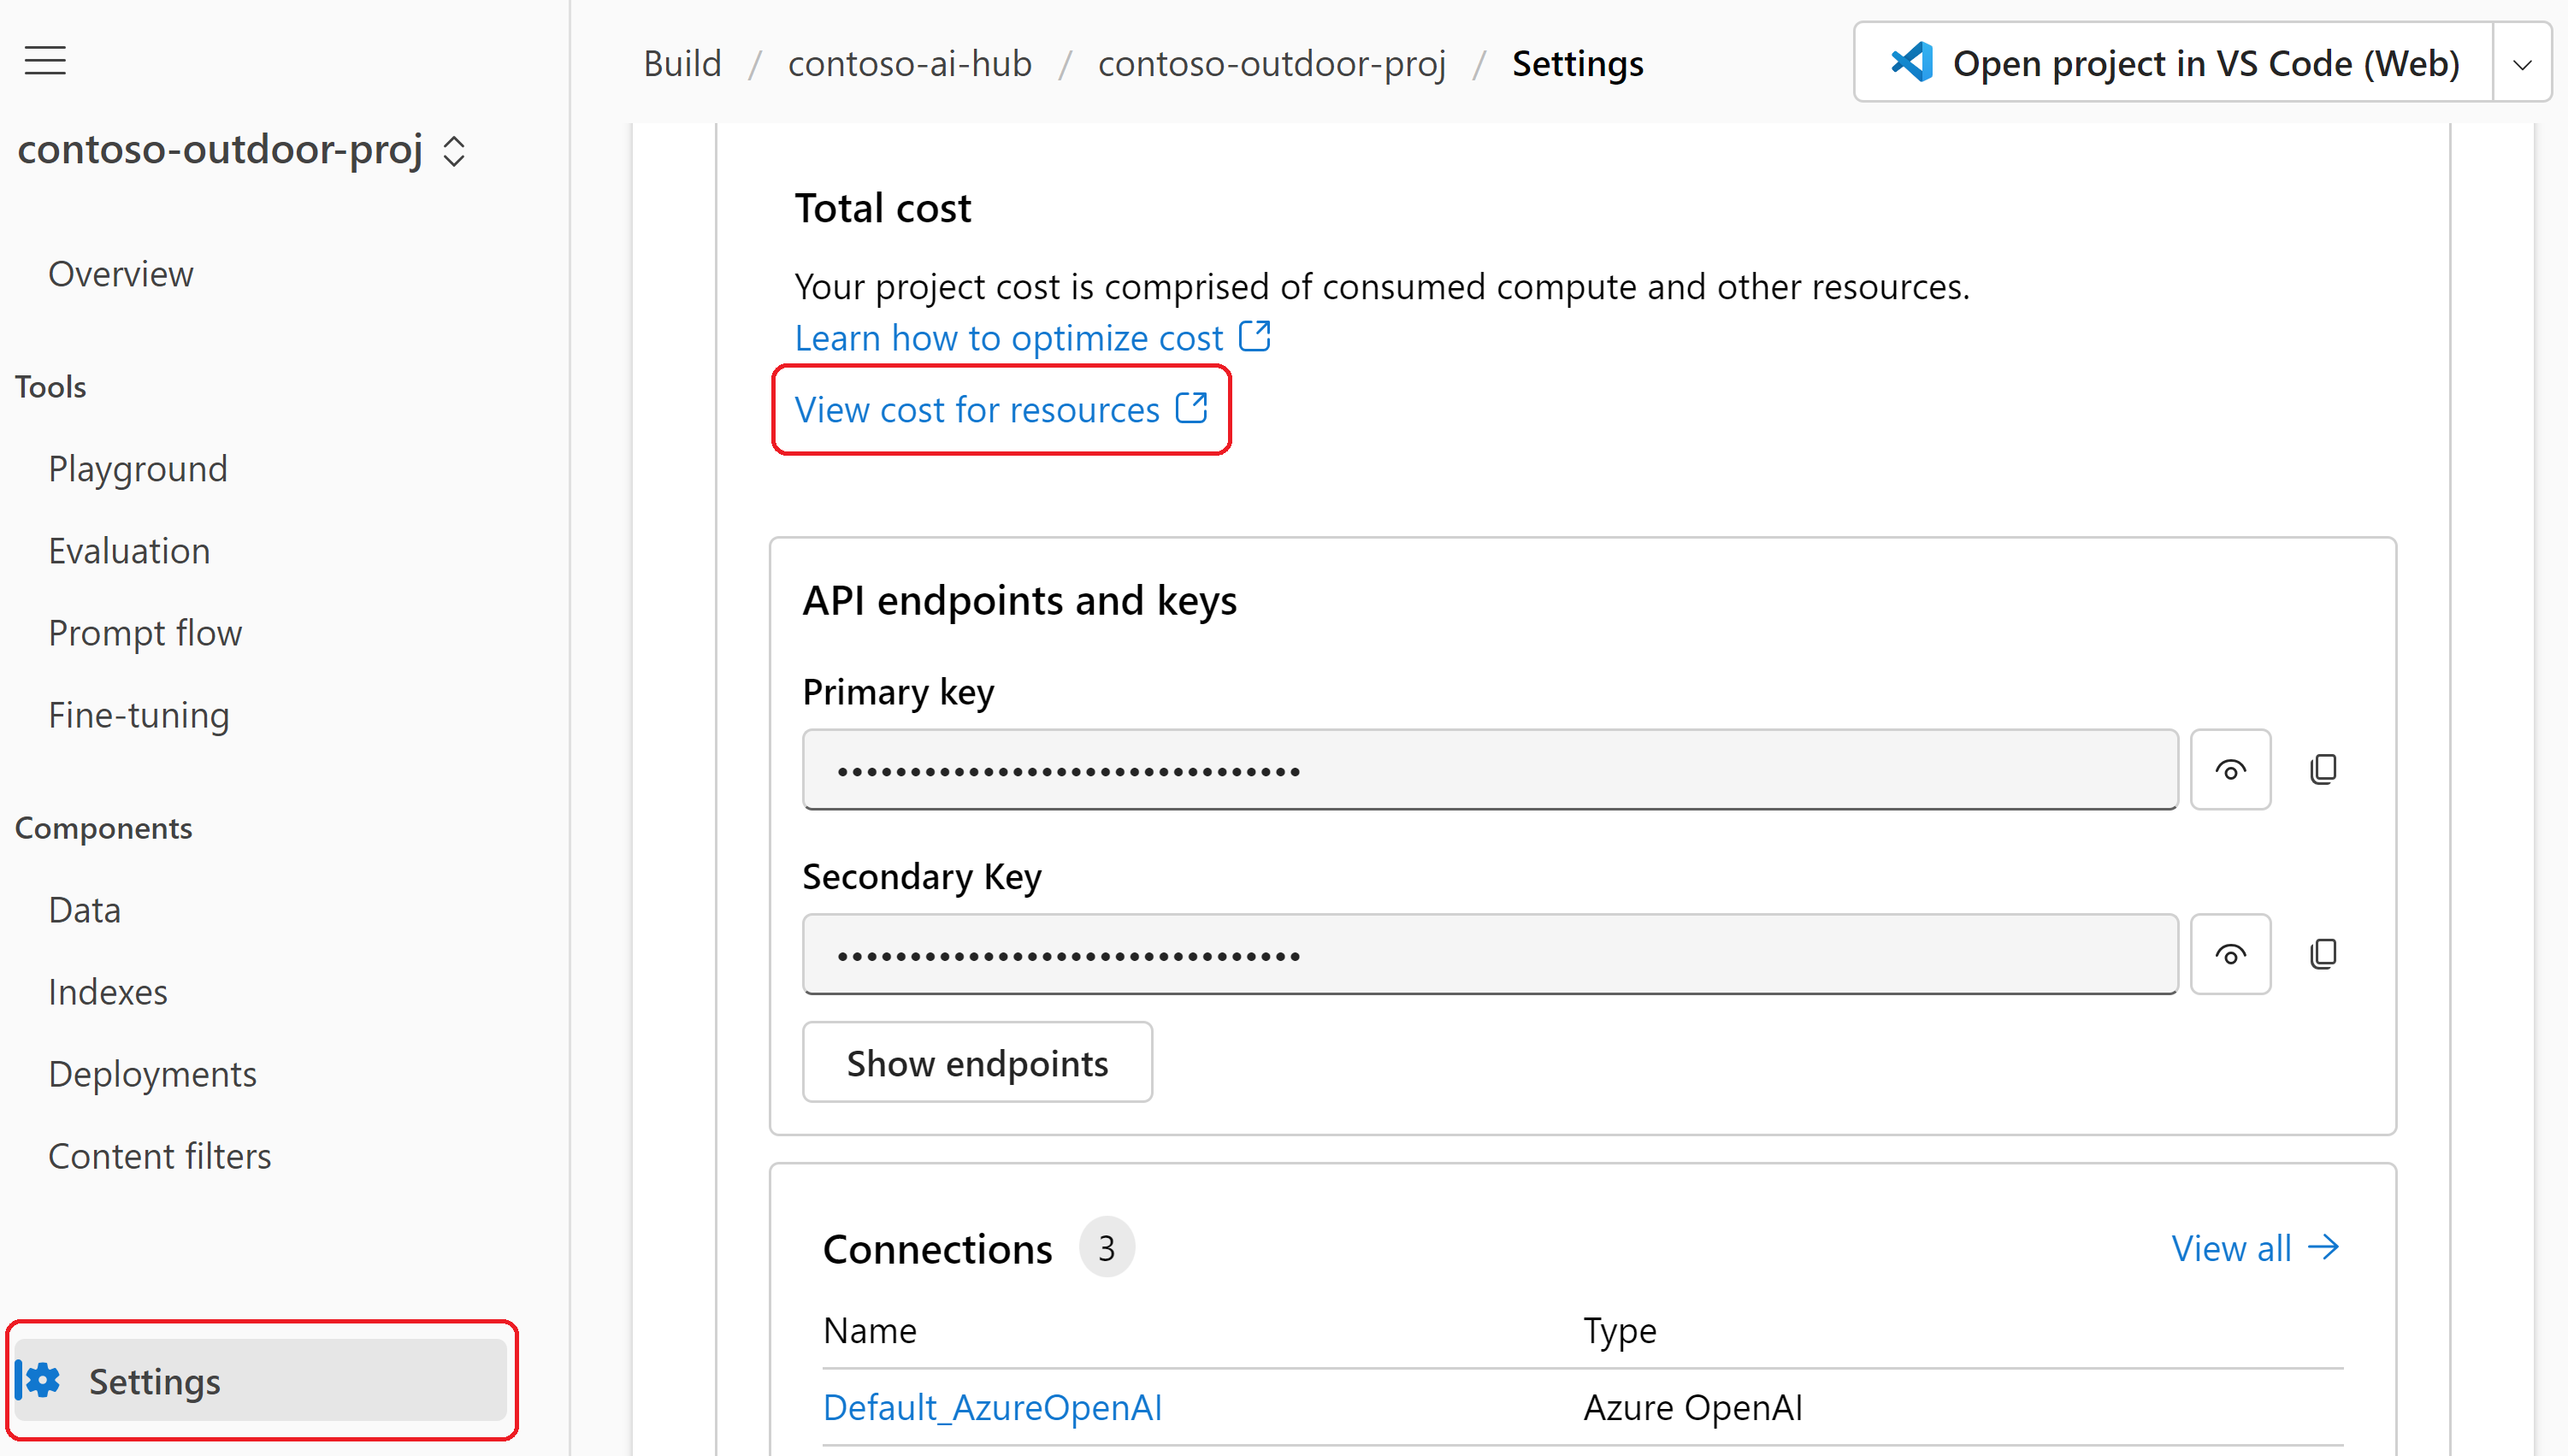 Build / contoso-ai-hub / contoso-outdoor-proj / Settings
Open project in VS Code (Web)
contoso-outdoor-proj
Overview
Tools
Playground
Evaluation
Prompt flow
Fine-tuning
Components
Data
Indexes
Deployments
Content filters
Settings
Total cost
Your project cost is comprised of consumed compute and other resources.
Learn how to optimize cost
View cost for resources
API endpoints and keys
Primary key
••••••••••••••••••••••••••••••••
Secondary Key
••••••••••••••••••••••••••••••••
Show endpoints
Connections 3
View all
Name Type
Default_AzureOpenAI Azure OpenAI